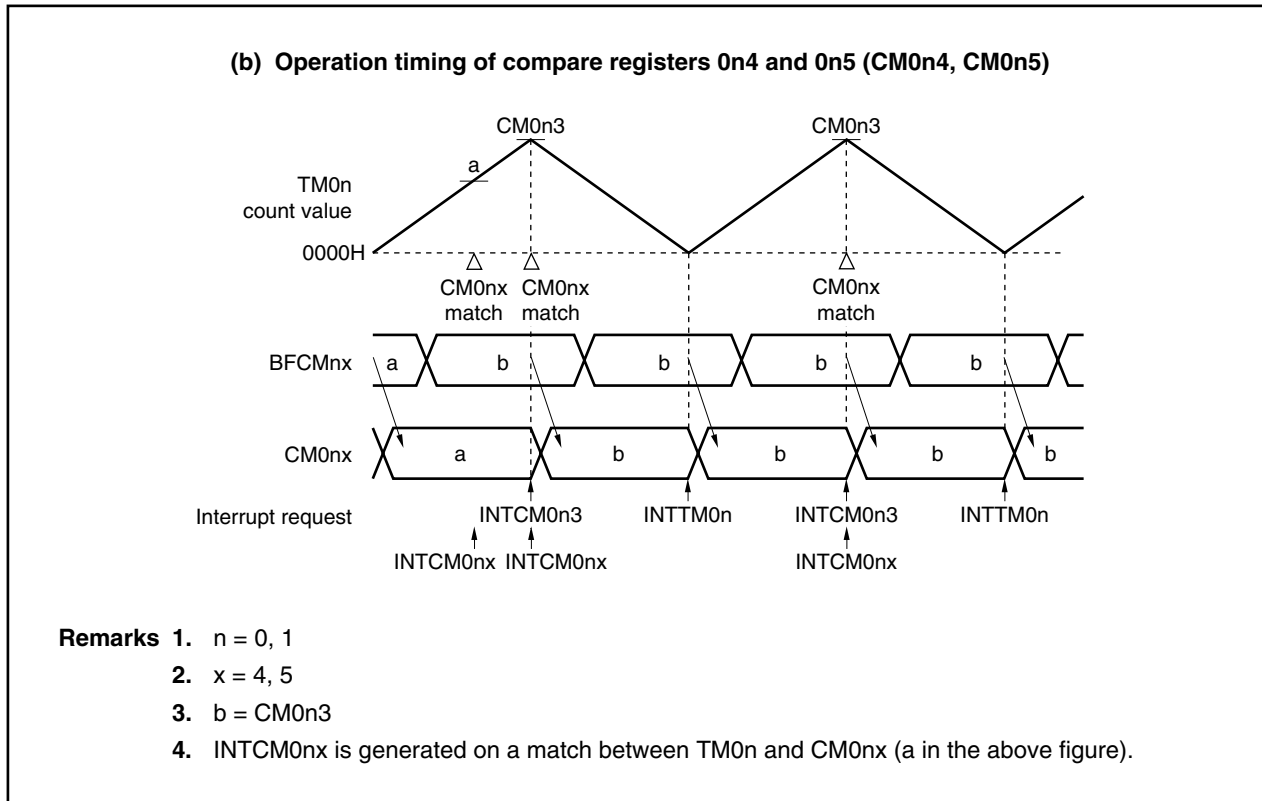 (b) Operation timing of compare registers 0n4 and 0n5 (CM0n4, CM0n5)
CM0n3
CM0n3
a
TM0n
count value
0000H
CM0nx
match
CM0nx
match
CM0nx
match
BFCMnx
a
b
b
b
b
CM0nx
a
b
b
b
b
Interrupt request
INTCM0n3
INTTM0n
INTCM0n3
INTTM0n
INTCM0nx
INTCM0nx
INTCM0nx
Remarks 1. n = 0, 1
2. x = 4, 5
3. b = CM0n3
4. INTCM0nx is generated on a match between TM0n and CM0nx (a in the above figure).